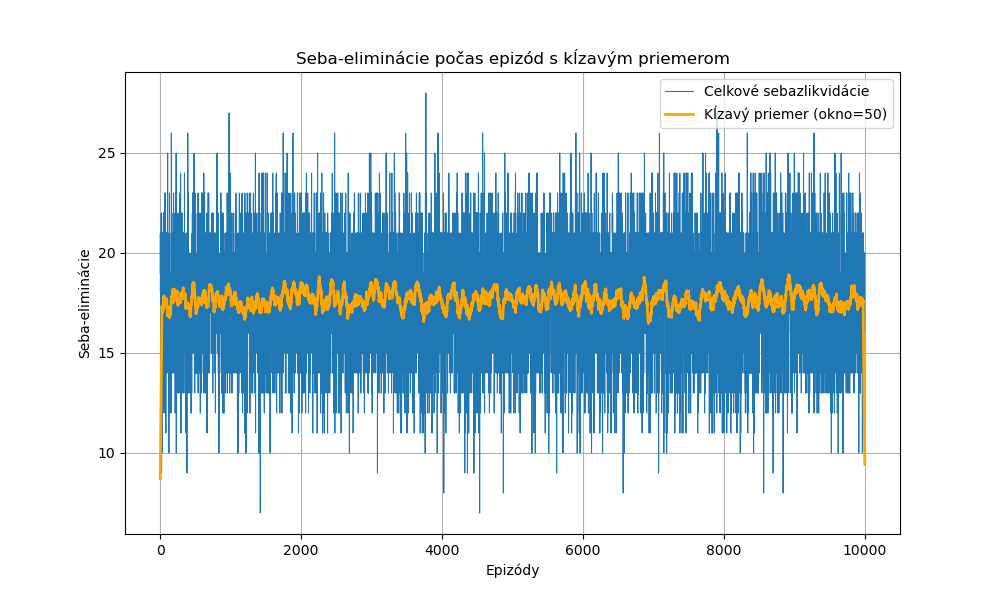 Seba-eliminácie počas epizód s kĺzavým priemerom
Celkové sebazlikvidácie
Kĺzavý priemer (okno=50)
Seba-eliminácie
25
20
15
10
0
2000
4000
6000
8000
10000
Epizódy